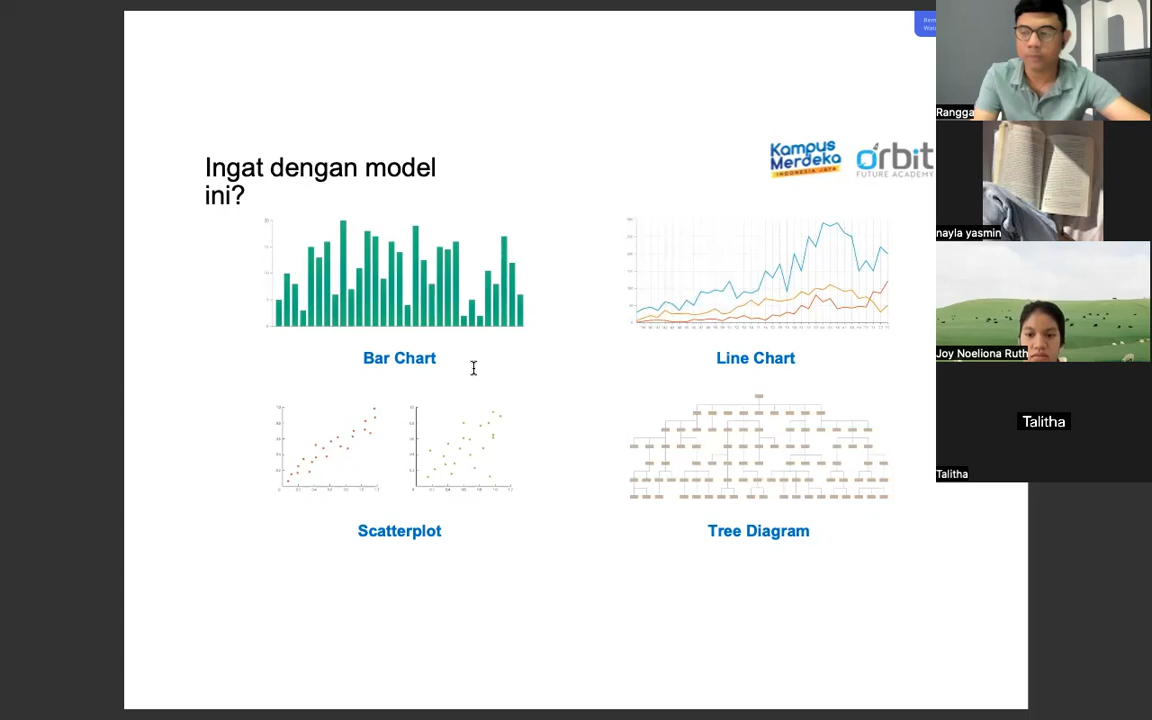 Ingat dengan model
ini?
Kampus
Merdeka
INDONESIA JAYA
orbit
FUTURE ACADEMY
Bar Chart
Line Chart
Scatterplot
Tree Diagram
Rangga
nayla yasmin
Joy Noeliona Ruth
Talitha
Talitha